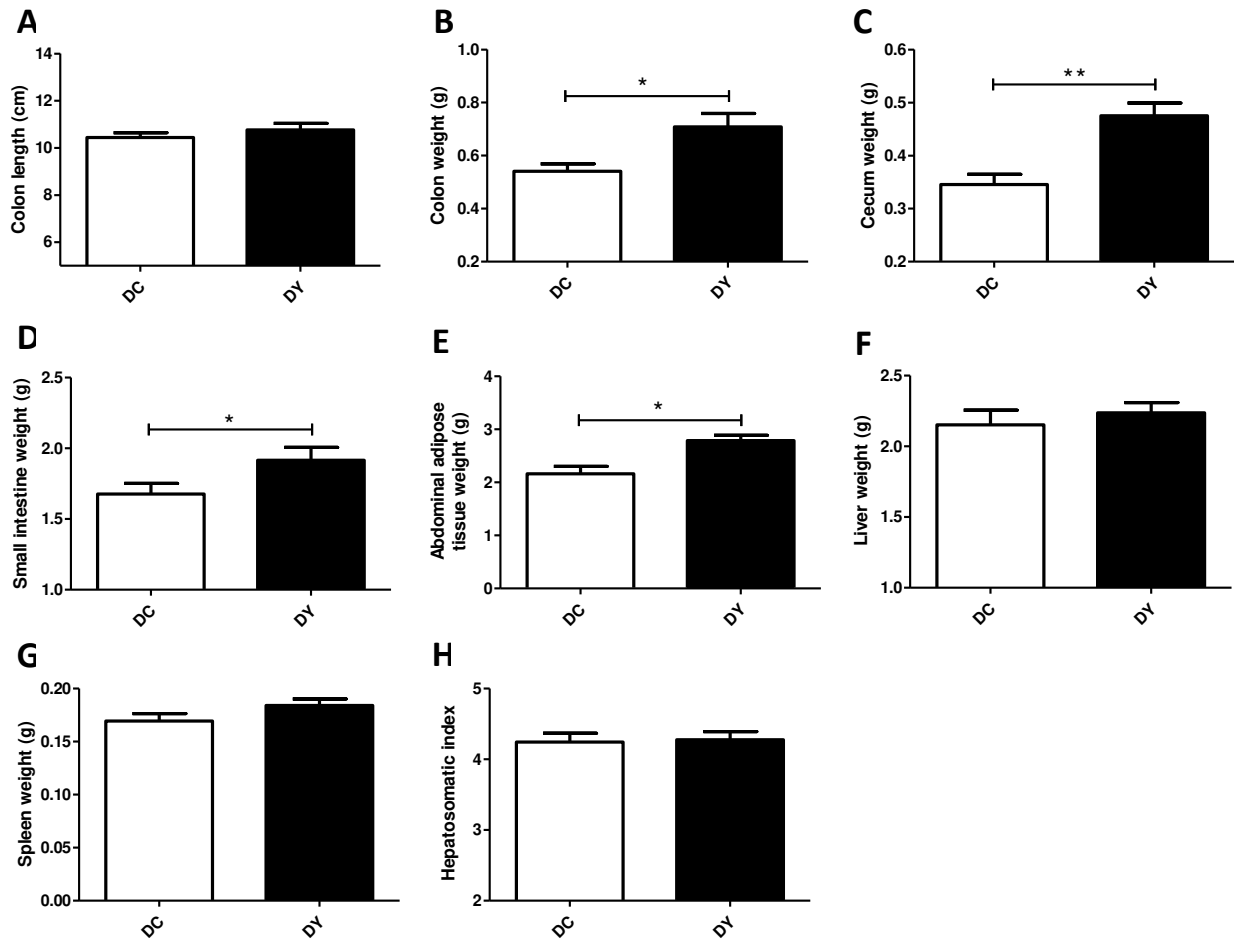 A
Colon length (cm)
14
12
10
8
6
DC
DY
B
Colon weight (g)
1.0
0.8
0.6
0.4
0.2
*
DC
DY
C
Cecum weight (g)
0.6
0.5
0.4
0.3
0.2
**
DC
DY
D
Small intestine weight (g)
2.5
2.0
1.5
1.0
*
DC
DY
E
Abdominal adipose
tissue weight (g)
4
3
2
1
0
*
DC
DY
F
Liver weight (g)
2.5
2.0
1.5
1.0
DC
DY
G
Spleen weight (g)
0.20
0.15
0.10
0.05
0.00
DC
DY
H
Hepatosomatic index
5
4
3
2
DC
DY